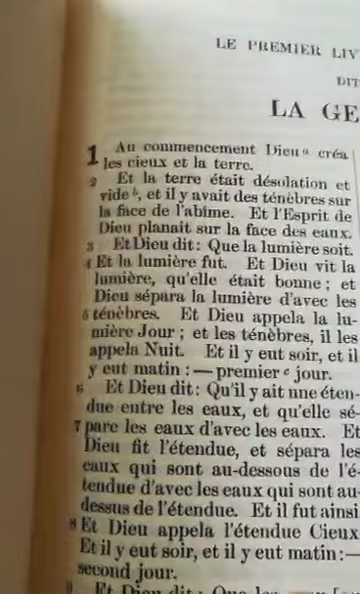 LE PREMIER LIV
DIT
LA GE
1 Au commencement Dieu a créa
les cieux et la terre.
2 Et la terre était désolation et
vide b, et il y avait des ténèbres sur
la face de l'abîme. Et l'Esprit de
Dieu planait sur la face des eaux.
3 Et Dieu dit : Que la lumière soit.
4 Et la lumière fut. Et Dieu vit la
lumière, qu'elle était bonne ; et
Dieu sépara la lumière d'avec les
5 ténèbres. Et Dieu appela la lu-
mière Jour ; et les ténèbres, il les
appela Nuit. Et il y eut soir, et il
y eut matin : — premier c jour.
6 Et Dieu dit : Qu'il y ait une éten-
due entre les eaux, et qu'elle sé-
7 pare les eaux d'avec les eaux. Et
Dieu fit l'étendue, et sépara les
eaux qui sont au-dessous de l'é-
tendue d'avec les eaux qui sont au-
dessus de l'étendue. Et il fut ainsi
8 Et Dieu appela l'étendue Cieux
Et il y eut soir, et il y eut matin :—
second jour.
9 Et Dieu dit : Que les